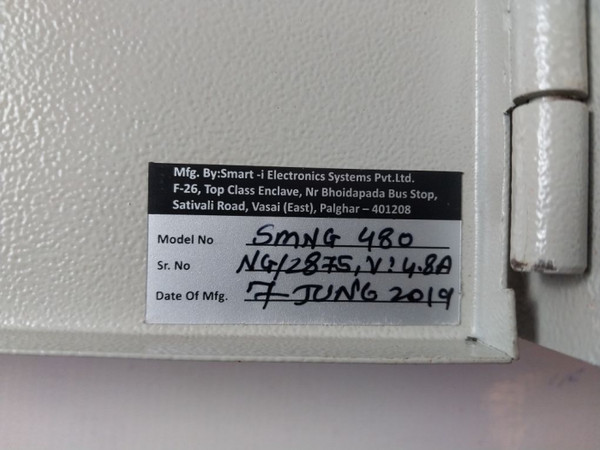 Mfg. By:Smart -i Electronics Systems Pvt.Ltd.
F-26, Top Class Enclave, Nr Bhoidapada Bus Stop,
Sativali Road, Vasai (East), Palghar – 401208
Model No SMNG 480
Sr. No NG/2875, V:4.8A
Date Of Mfg. 7 JUNG 2019